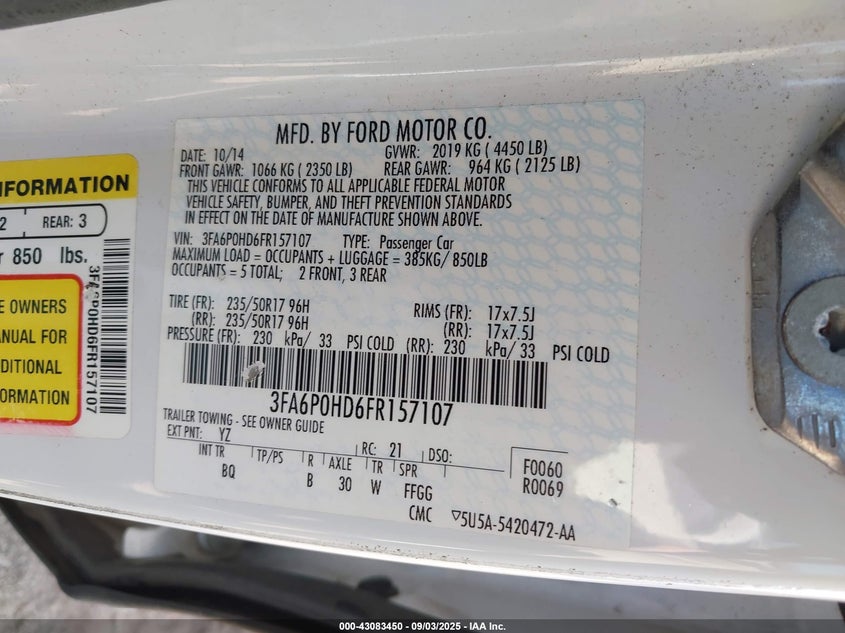 MFD. BY FORD MOTOR CO.
DATE: 10/14 GVWR: 2019 KG ( 4450 LB)
FRONT GAWR: 1066 KG ( 2350 LB) REAR GAWR: 964 KG ( 2125 LB)
THIS VEHICLE CONFORMS TO ALL APPLICABLE FEDERAL MOTOR
VEHICLE SAFETY, BUMPER, AND THEFT PREVENTION STANDARDS
IN EFFECT ON THE DATE OF MANUFACTURE SHOWN ABOVE.
VIN: 3FA6P0HD6FR157107 TYPE: Passenger Car
MAXIMUM LOAD = OCCUPANTS + LUGGAGE = 385KG/ 850LB
OCCUPANTS = 5 TOTAL; 2 FRONT, 3 REAR
TIRE (FR): 235/50R17 96H RIMS (FR): 17x7.5J
(RR): 235/50R17 96H (RR): 17x7.5J
PRESSURE (FR): 230 kPa/ 33 PSI COLD (RR): 230 kPa/ 33 PSI COLD
3FA6P0HD6FR157107
TRAILER TOWING - SEE OWNER GUIDE
EXT PNT: YZ RC: 21 DSO:
INT TR TP/PS R AXLE TR SPR F0060
BQ B 30 W FFGG R0069
CMC ▽5U5A-5420472-AA
INFORMATION
2 REAR: 3
r 850 lbs.
E OWNERS
ANUAL FOR
DDITIONAL
FORMATION
3FA6P0HD6FR157107
000-43083450 - 09/03/2025 - IAA Inc.